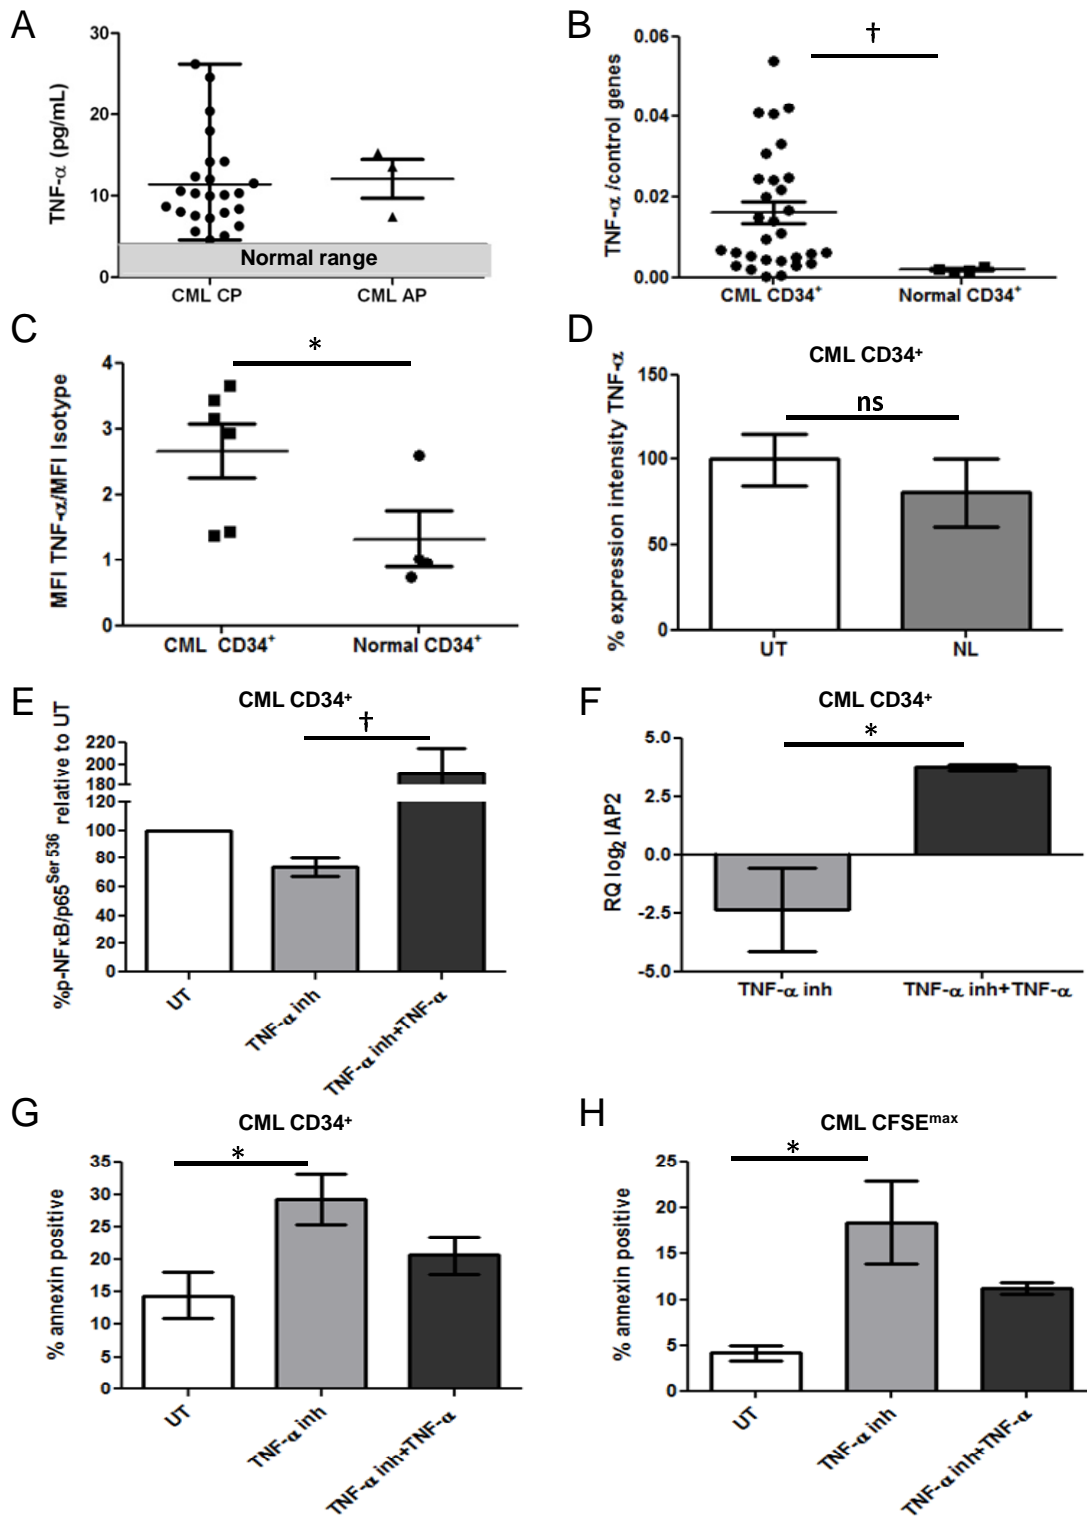 A
TNF-α (pg/mL)
30
20
10
0
Normal range
CML CP
CML AP
B
TNF-α /control genes
0.06
0.04
0.02
0.00
†
CML CD34+
Normal CD34+
C
MFI TNF-α/MFI Isotype
4
3
2
1
0
*
CML CD34+
Normal CD34+
D
CML CD34+
% expression intensity TNF-α
150
100
50
0
ns
UT
NL
E
CML CD34+
%p-NFκB/p65Ser 536 relative to UT
220
200
180
120
100
80
60
40
20
0
†
UT
TNF-α inh
TNF-α inh+TNF-α
F
CML CD34+
RQ log2 IAP2
5.0
2.5
0.0
-2.5
-5.0
*
TNF-α inh
TNF-α inh+TNF-α
G
CML CD34+
% annexin positive
35
30
25
20
15
10
5
0
*
UT
TNF-α inh
TNF-α inh+TNF-α
H
CML CFSEmax
% annexin positive
25
20
15
10
5
0
*
UT
TNF-α inh
TNF-α inh+TNF-α